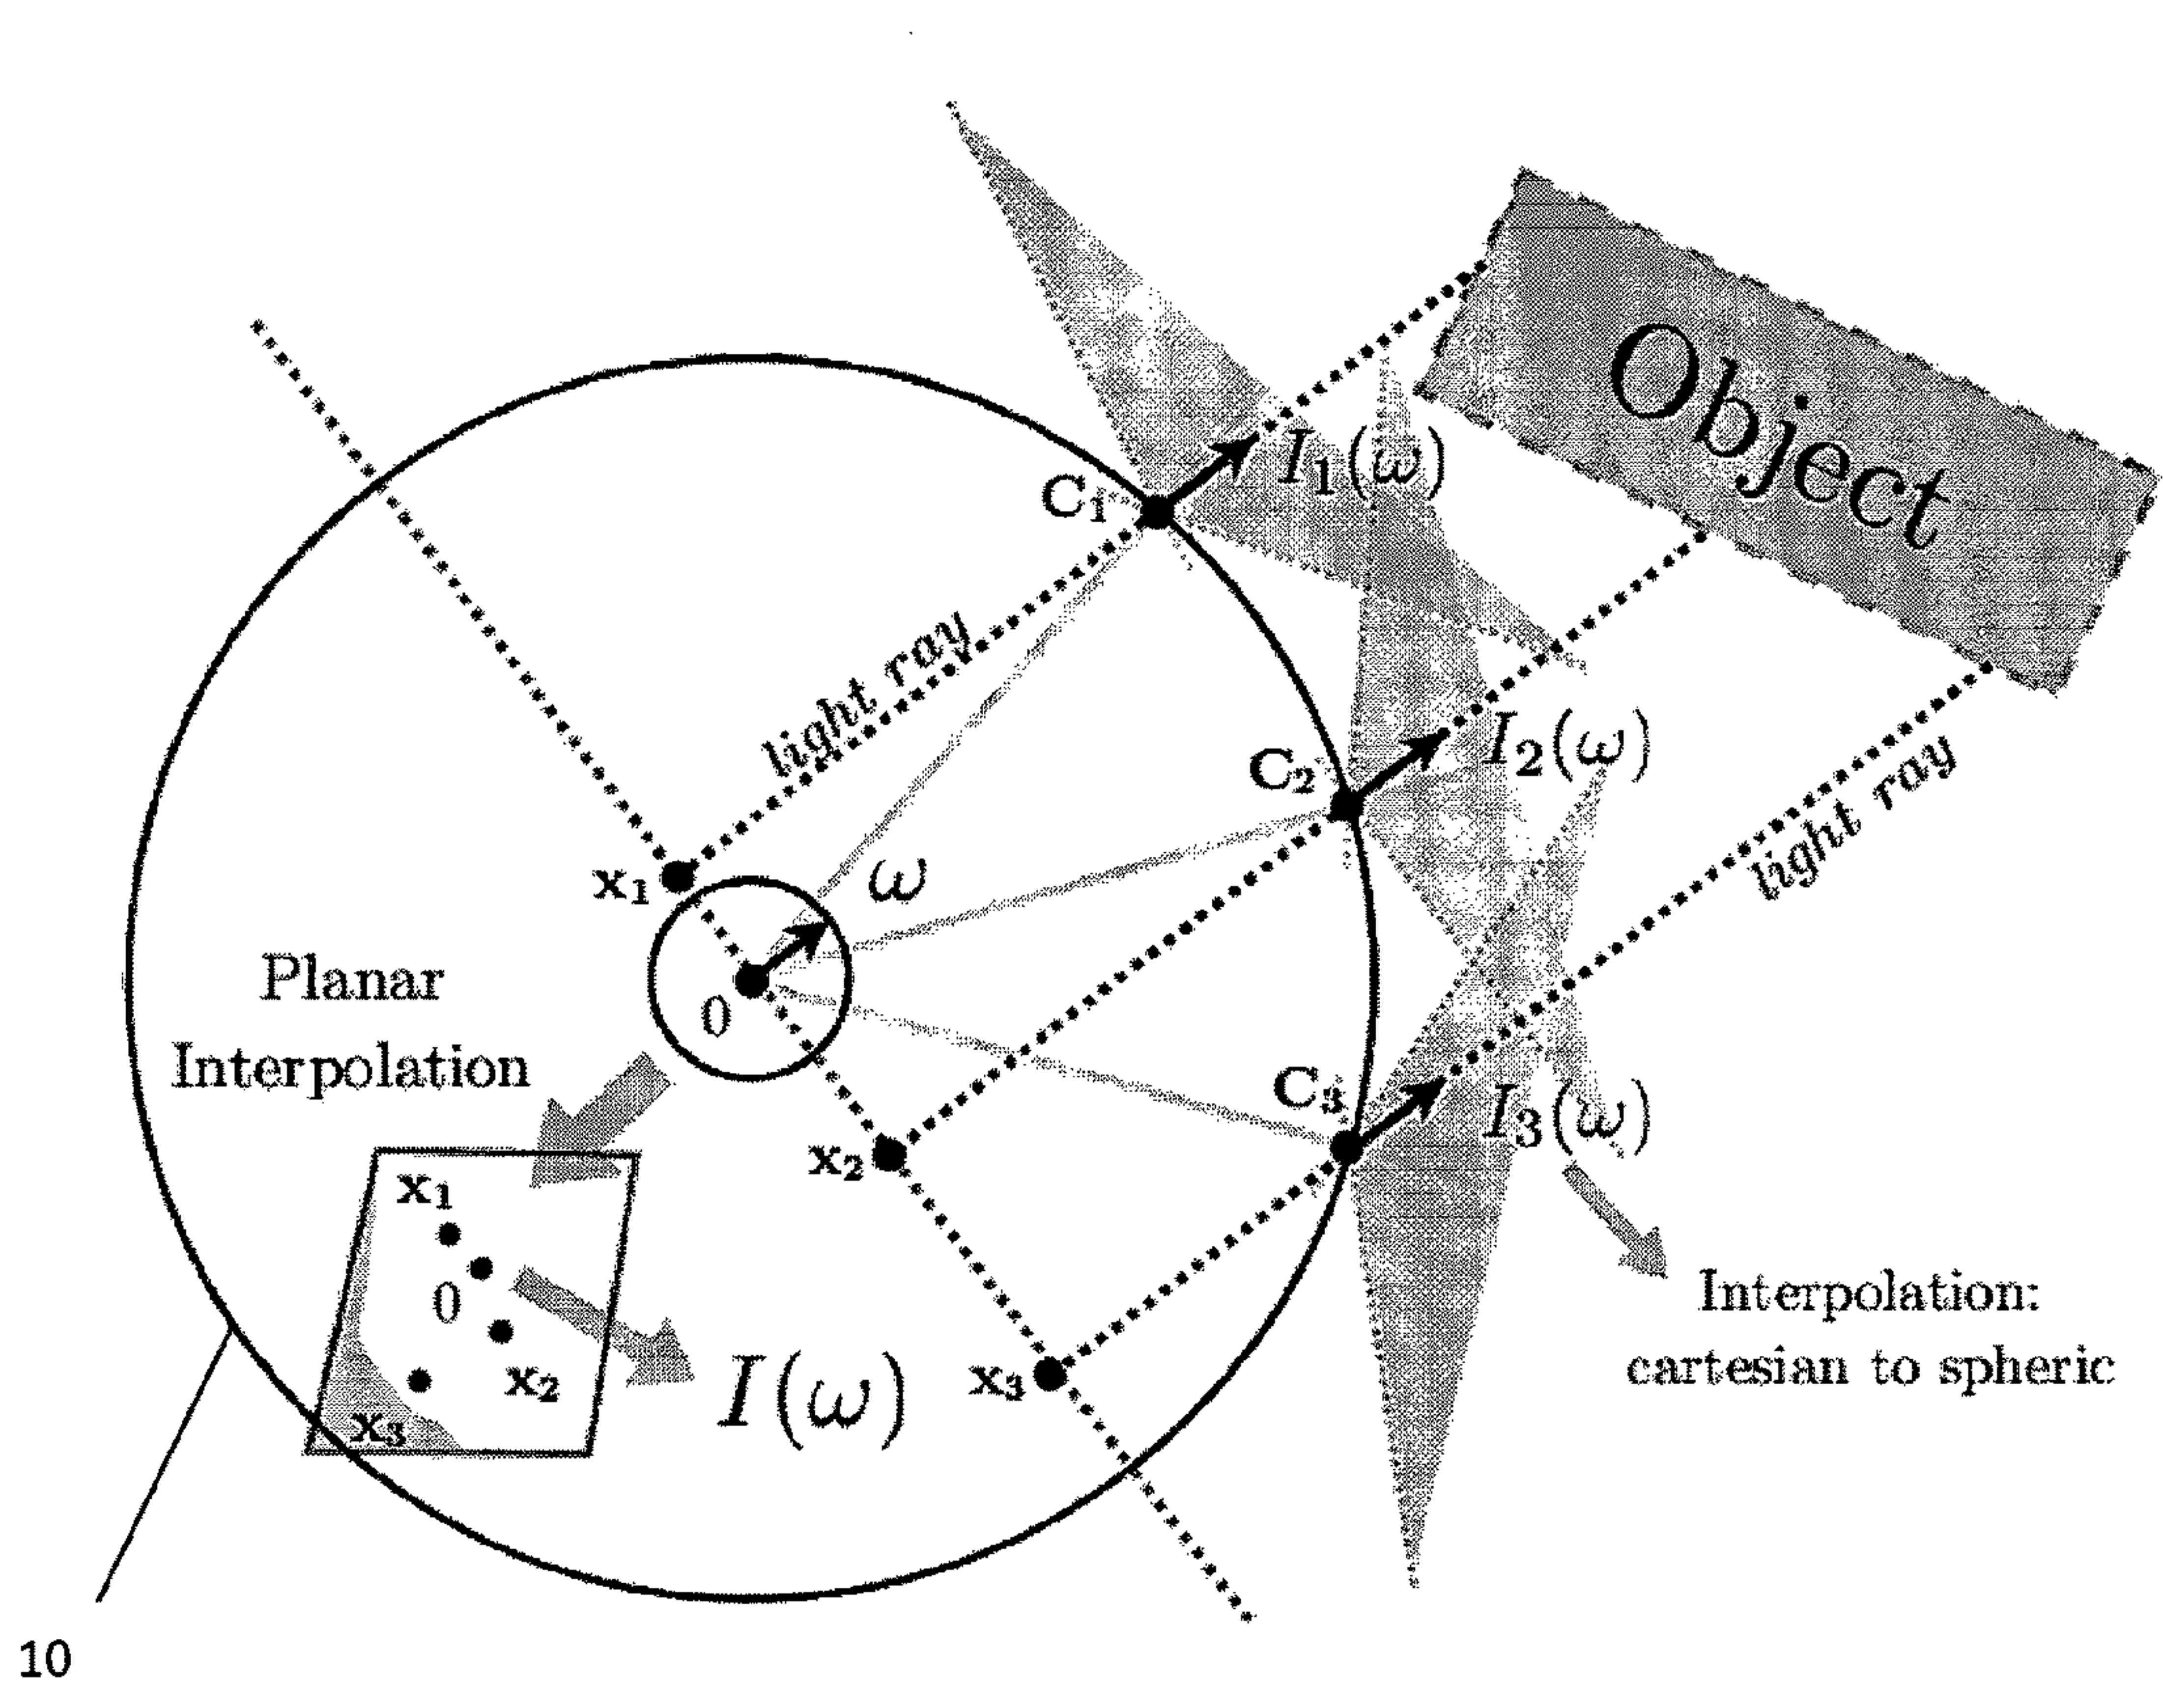 Object
I₁(ω)
C₁
light ray
I₂(ω)
C₂
light ray
x₁
ω
0
Planar
Interpolation
C₃
I₃(ω)
x₂
x₁
0
x₂
x₃
I(ω)
x₃
Interpolation:
cartesian to spheric
10